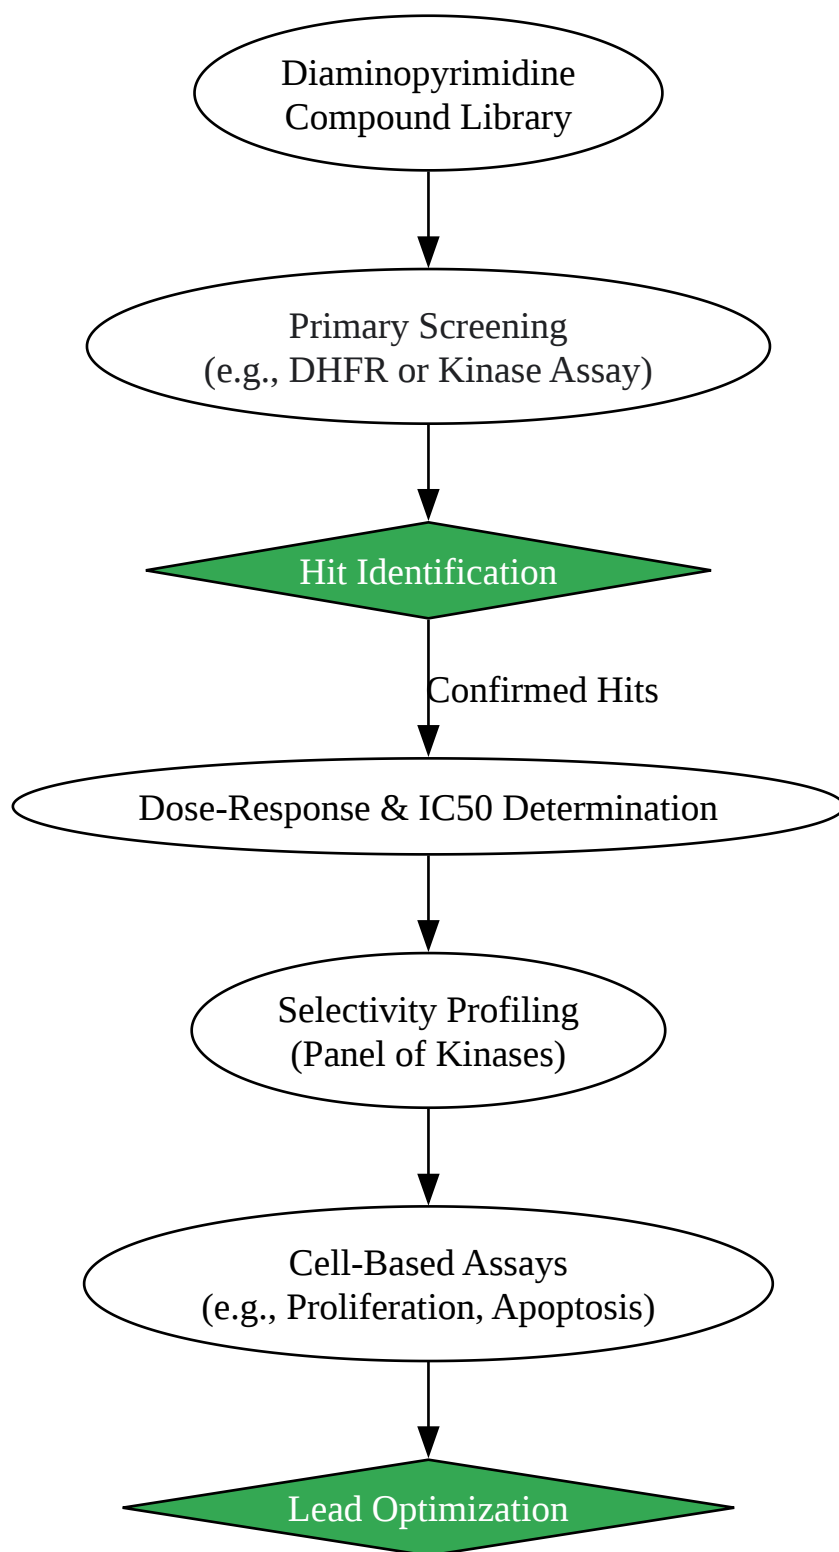 Diaminopyrimidine
Compound Library
Primary Screening
(e.g., DHFR or Kinase Assay)
Hit Identification
Confirmed Hits
Dose-Response & IC50 Determination
Selectivity Profiling
(Panel of Kinases)
Cell-Based Assays
(e.g., Proliferation, Apoptosis)
Lead Optimization